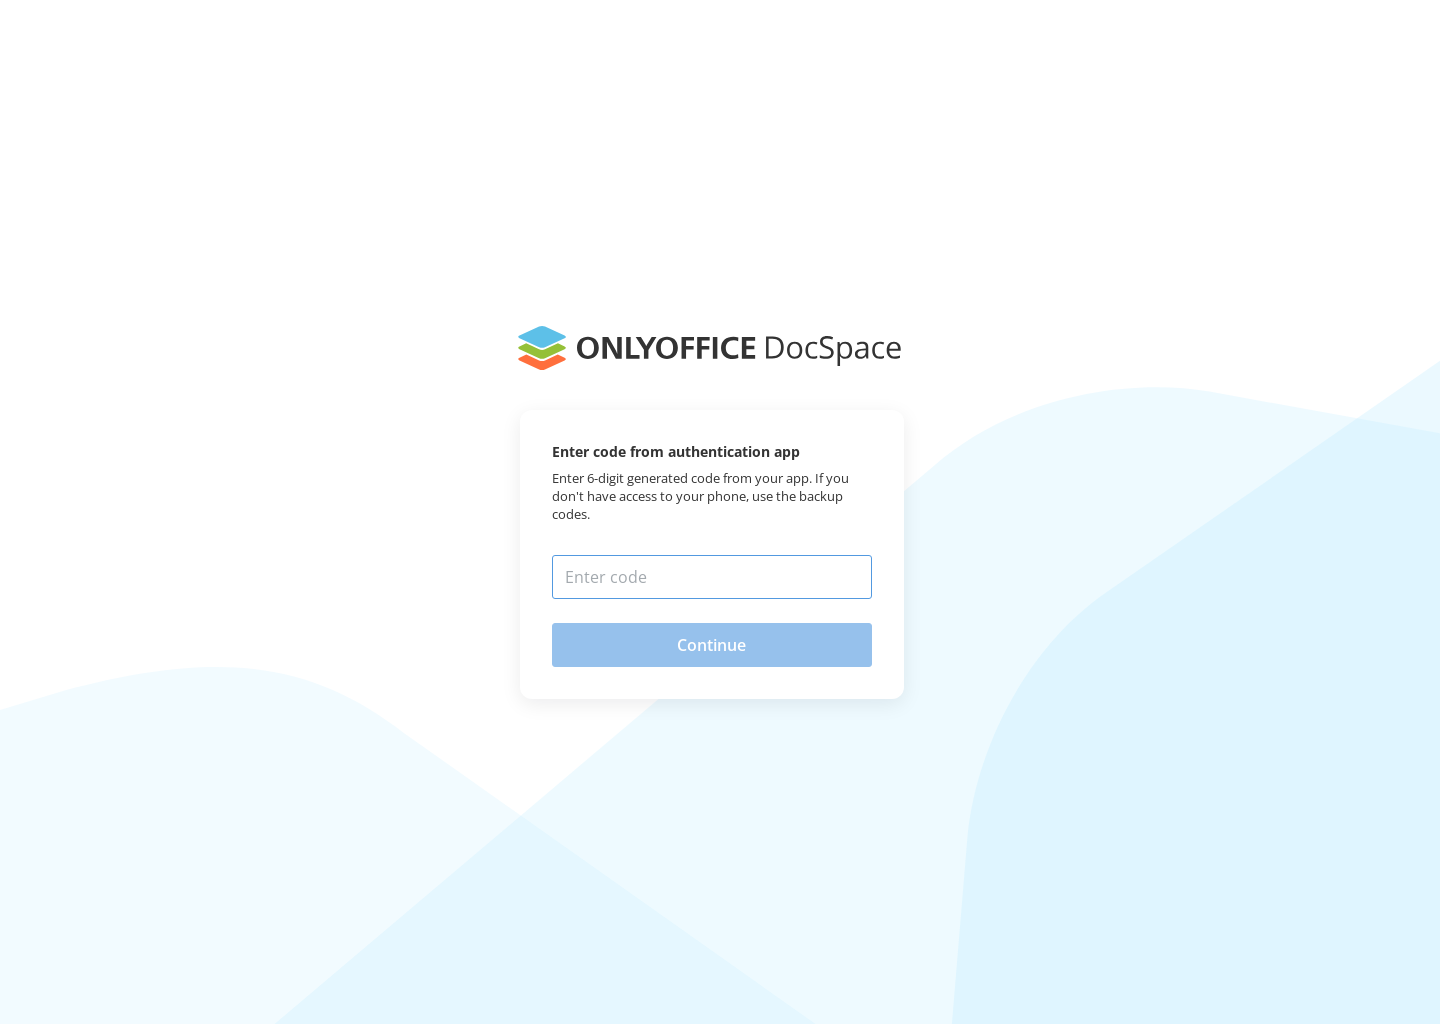 ONLYOFFICE DocSpace
Enter code from authentication app
Enter 6-digit generated code from your app. If you
don't have access to your phone, use the backup
codes.
Enter code
Continue